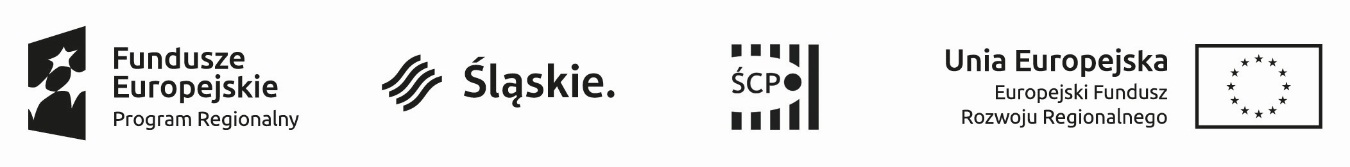 Fundusze
Europejskie
Program Regionalny
Śląskie.
ŚCP
Unia Europejska
Europejski Fundusz
Rozwoju Regionalnego